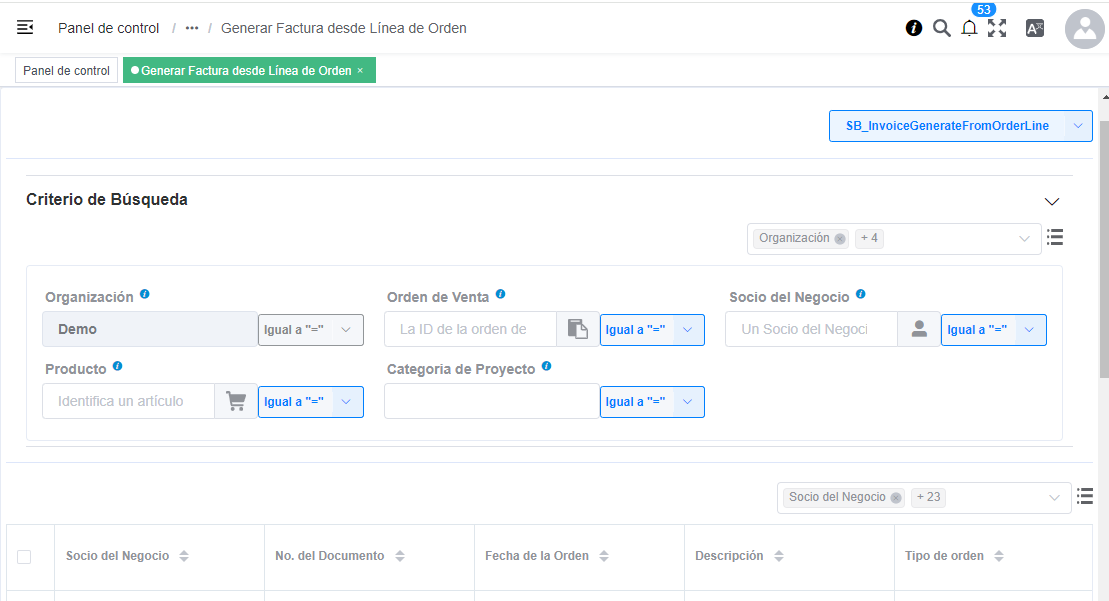 53
Panel de control / ··· / Generar Factura desde Línea de Orden
Panel de control
Generar Factura desde Línea de Orden ×
SB_InvoiceGenerateFromOrderLine
Criterio de Búsqueda
Organización + 4
Organización Orden de Venta Socio del Negocio
Demo Igual a "=" La ID de la orden de Igual a "=" Un Socio del Negoci Igual a "="
Producto Categoria de Proyecto
Identifica un artículo Igual a "=" Igual a "="
Socio del Negocio + 23
Socio del Negocio No. del Documento Fecha de la Orden Descripción Tipo de orden